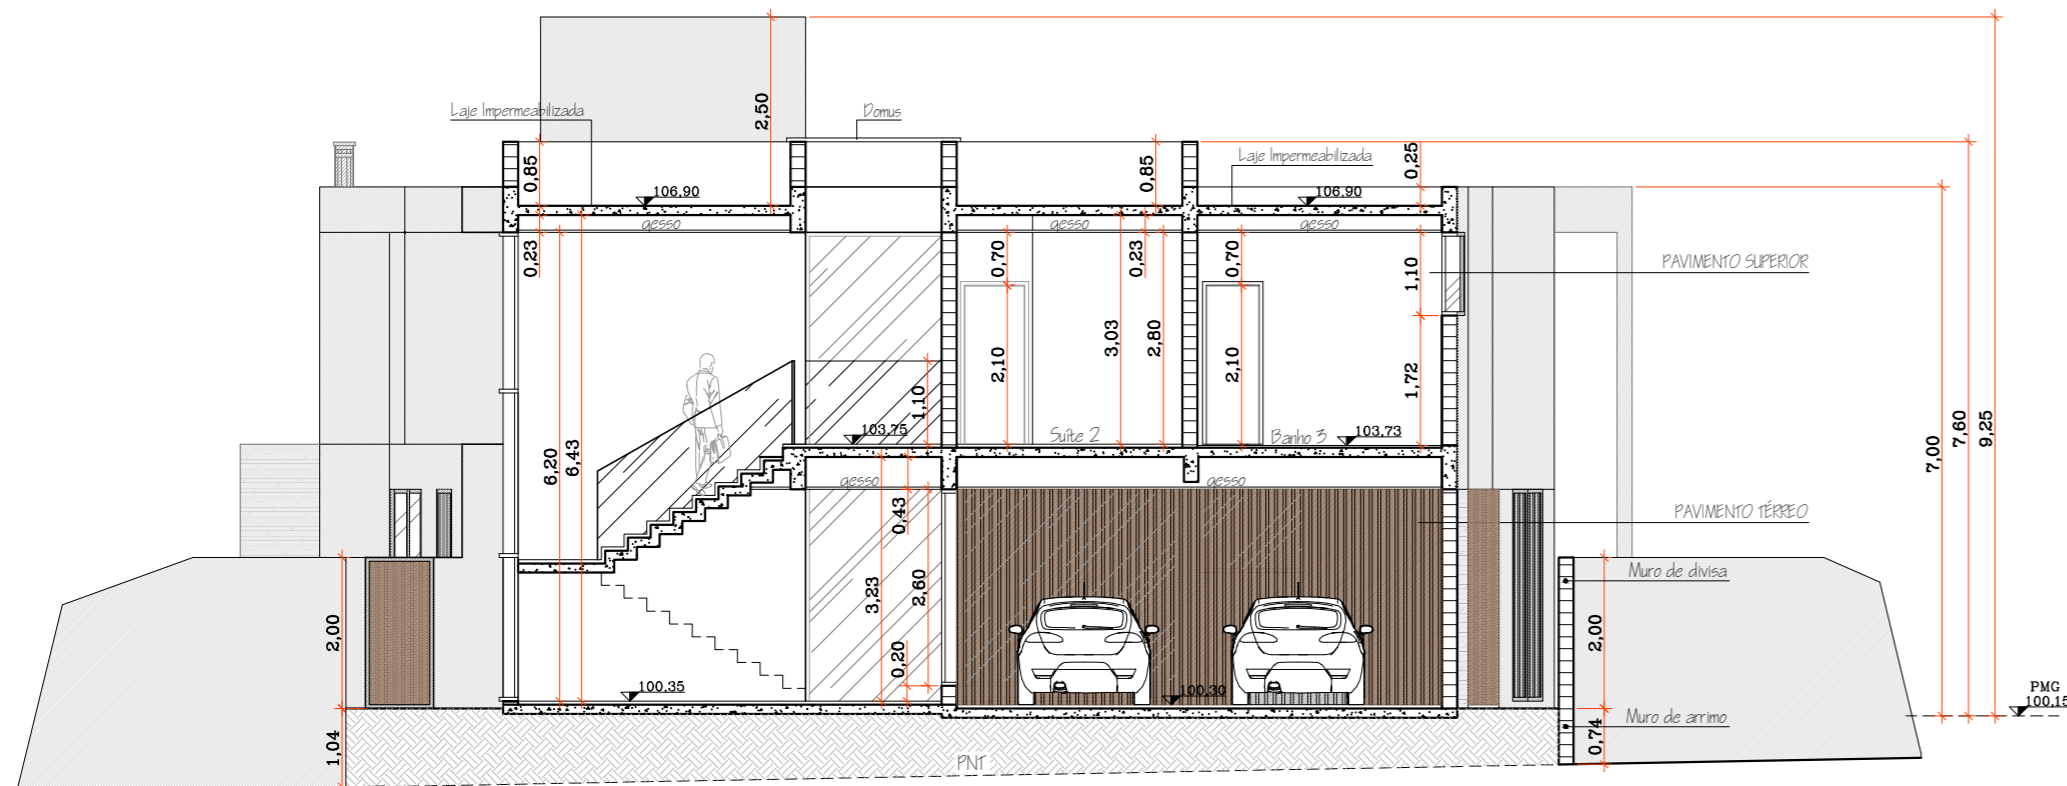 2,50
Laje Impermeabilizada
Domus
0,85
0,85
Laje Impermeabilizada
0,25
106,90
106,90
gesso
gesso
gesso
0,23
0,70
0,23
0,70
1,10
PAVIMENTO SUPERIOR
2,10
3,03
2,80
2,10
1,72
1,10
7,00
7,60
9,25
6,20
6,43
103,75
Suíte 2
Banho 3
103,73
gesso
gesso
0,43
PAVIMENTO TÉRREO
3,23
2,60
Muro de divisa
2,00
2,00
0,20
100,35
100,30
PMG
100,15
1,04
Muro de arrimo
0,74
PNT